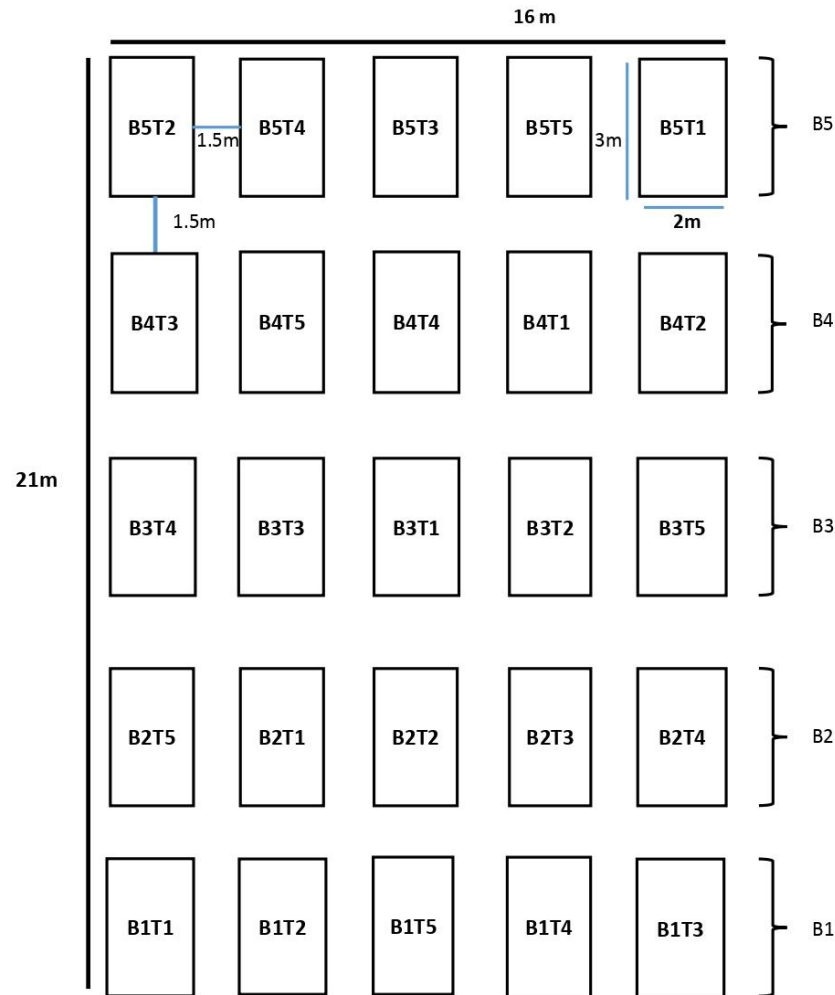 16 m
B5T2 B5T4 B5T3 B5T5 B5T1 B5
1.5m 3m
2m
1.5m
B4T3 B4T5 B4T4 B4T1 B4T2 B4
21m
B3T4 B3T3 B3T1 B3T2 B3T5 B3
B2T5 B2T1 B2T2 B2T3 B2T4 B2
B1T1 B1T2 B1T5 B1T4 B1T3 B1